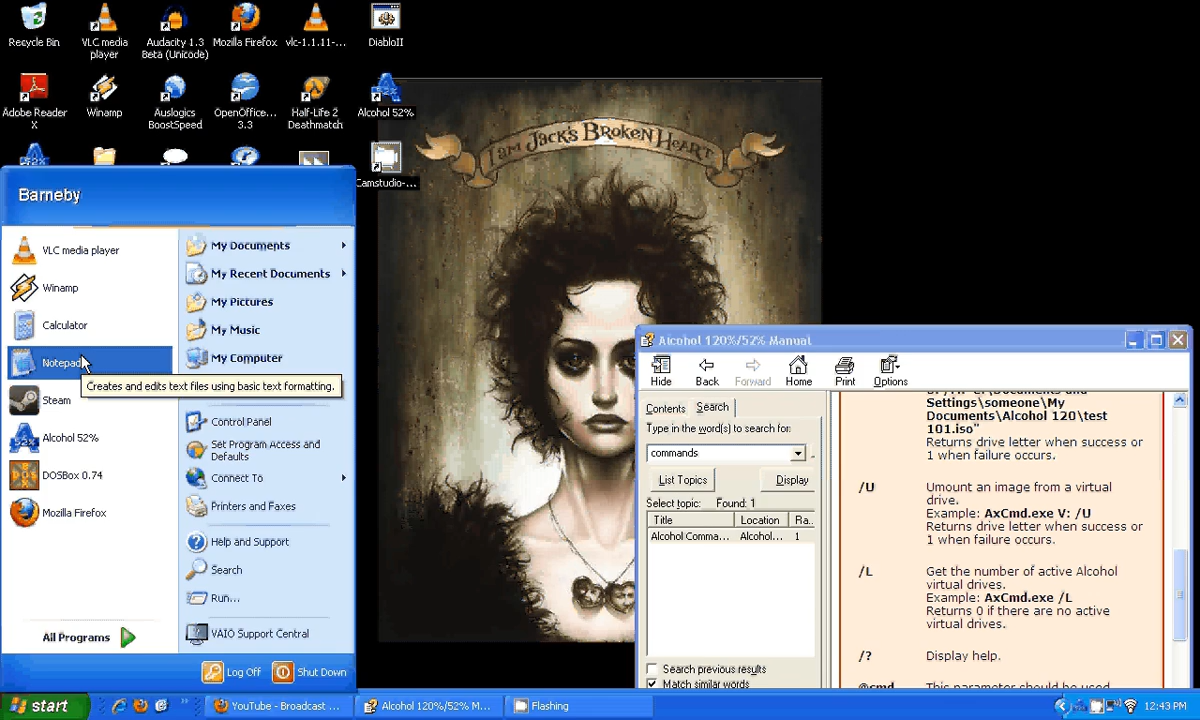 Recycle Bin
VLC media
player
Audacity 1.3
Beta (Unicode)
Mozilla Firefox
vlc-1.1.11-...
DiabloII
Adobe Reader
X
Winamp
Auslogics
BoostSpeed
OpenOffice...
3.3
Half-Life 2
Deathmatch
Alcohol 52%
Camstudio-...
I am Jack's Broken Heart
Barneby
VLC media player
Winamp
Calculator
Notepad
Creates and edits text files using basic text formatting.
Steam
Alcohol 52%
DOSBox 0.74
Mozilla Firefox
All Programs
My Documents
My Recent Documents
My Pictures
My Music
My Computer
Control Panel
Set Program Access and
Defaults
Connect To
Printers and Faxes
Help and Support
Search
Run...
VAIO Support Central
Log Off
Shut Down
Alcohol 120%/52% Manual
Hide
Back
Forward
Home
Print
Options
Contents
Search
Type in the word(s) to search for:
commands
List Topics
Display
Select topic:
Found: 1
Title
Location
Ra..
Alcohol Comma...
Alcohol...
1
Search previous results
Match similar words
Settings\someone\My
Documents\Alcohol 120\test
101.iso"
Returns drive letter when success or
1 when failure occurs.
/U
Umount an image from a virtual
drive.
Example: AxCmd.exe V: /U
Returns drive letter when success or
1 when failure occurs.
/L
Get the number of active Alcohol
virtual drives.
Example: AxCmd.exe /L
Returns 0 if there are no active
virtual drives.
/?
Display help.
@cmd
This parameter should be used
start
YouTube - Broadcast ...
Alcohol 120%/52% M...
Flashing
12:43 PM